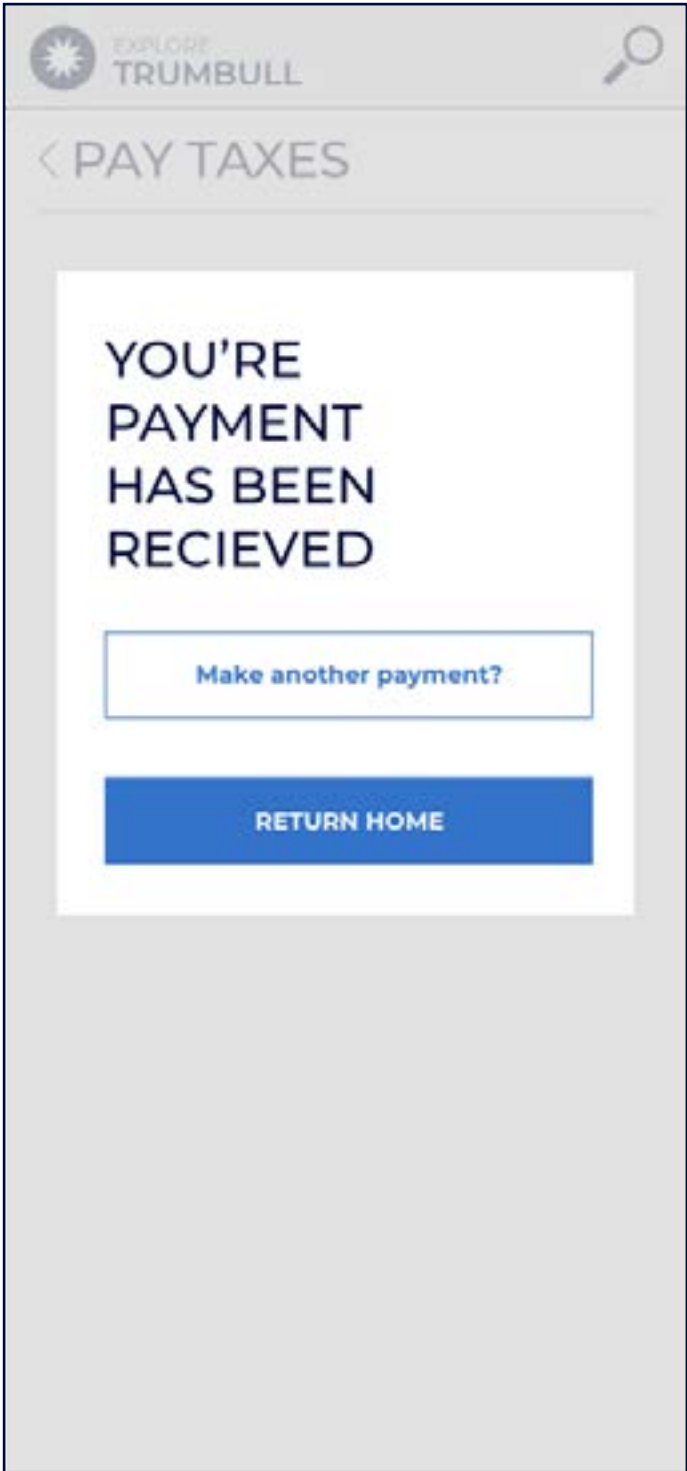 EXPLORE
TRUMBULL
< PAY TAXES
YOU’RE
PAYMENT
HAS BEEN
RECIEVED
Make another payment?
RETURN HOME